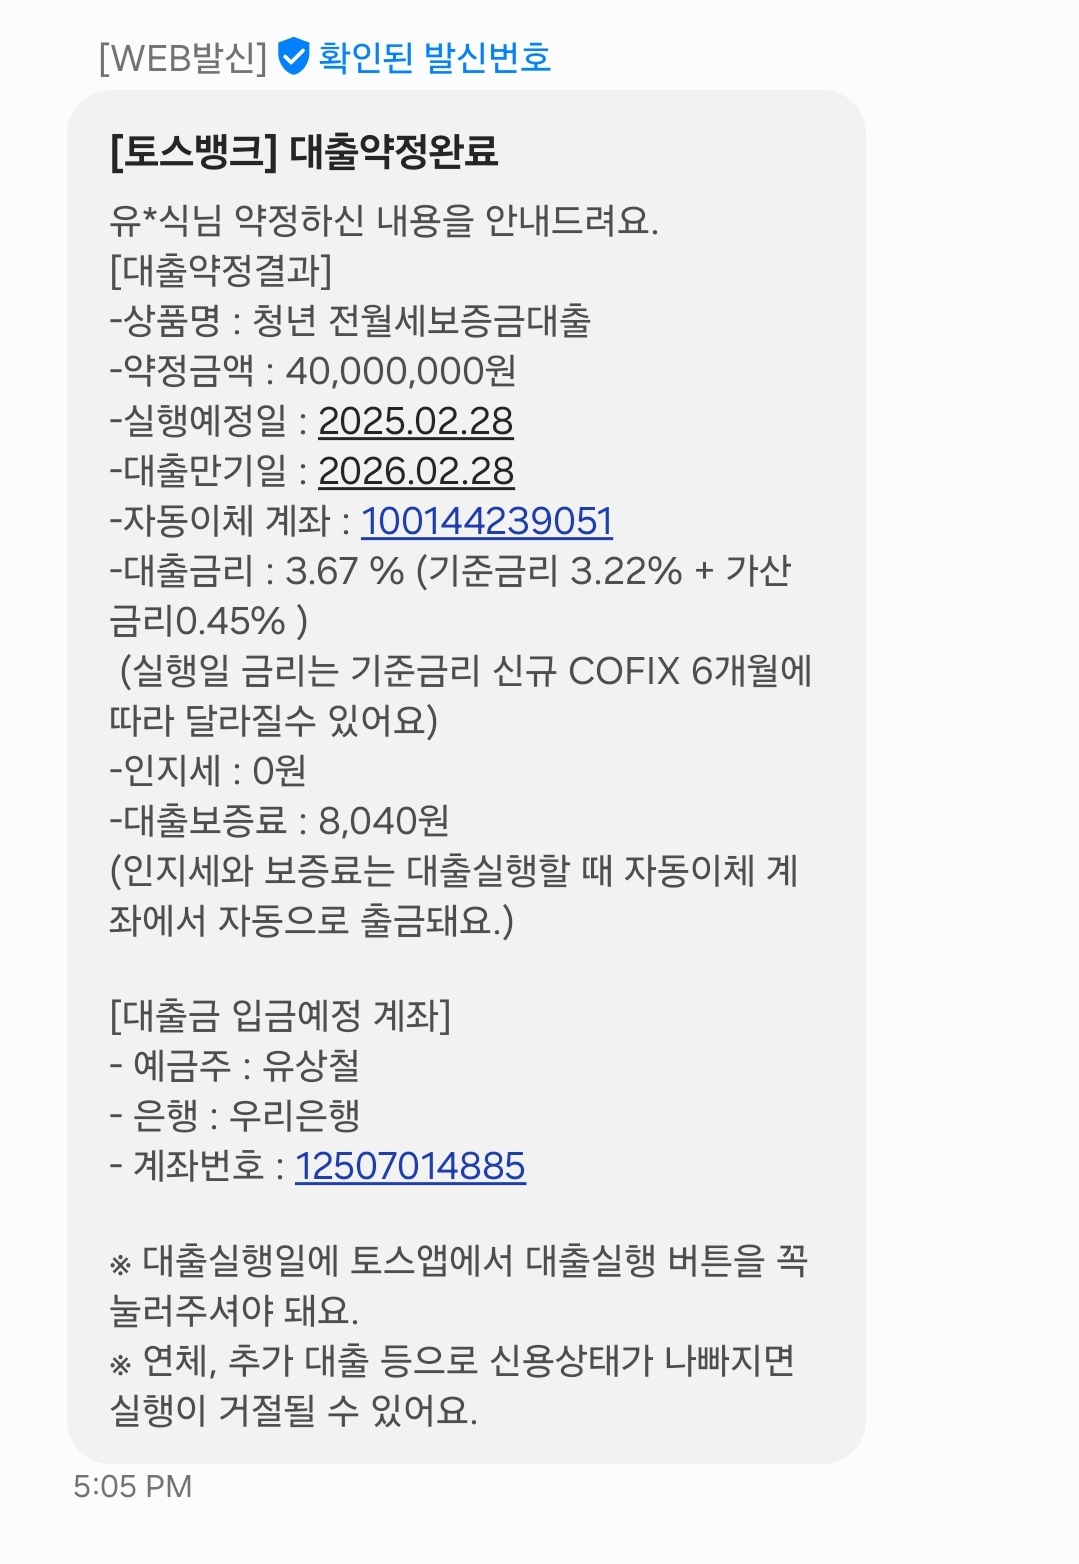 [WEB발신] 확인된 발신번호
[토스뱅크] 대출약정완료
유*식님 약정하신 내용을 안내드려요.
[대출약정결과]
-상품명 : 청년 전월세보증금대출
-약정금액 : 40,000,000원
-실행예정일 : 2025.02.28
-대출만기일 : 2026.02.28
-자동이체 계좌 : 100144239051
-대출금리 : 3.67 % (기준금리 3.22% + 가산
금리0.45% )
(실행일 금리는 기준금리 신규 COFIX 6개월에
따라 달라질수 있어요)
-인지세 : 0원
-대출보증료 : 8,040원
(인지세와 보증료는 대출실행할 때 자동이체 계
좌에서 자동으로 출금돼요.)
[대출금 입금예정 계좌]
- 예금주 : 유상철
- 은행 : 우리은행
- 계좌번호 : 12507014885
※ 대출실행일에 토스앱에서 대출실행 버튼을 꼭
눌러주셔야 돼요.
※ 연체, 추가 대출 등으로 신용상태가 나빠지면
실행이 거절될 수 있어요.
5:05 PM